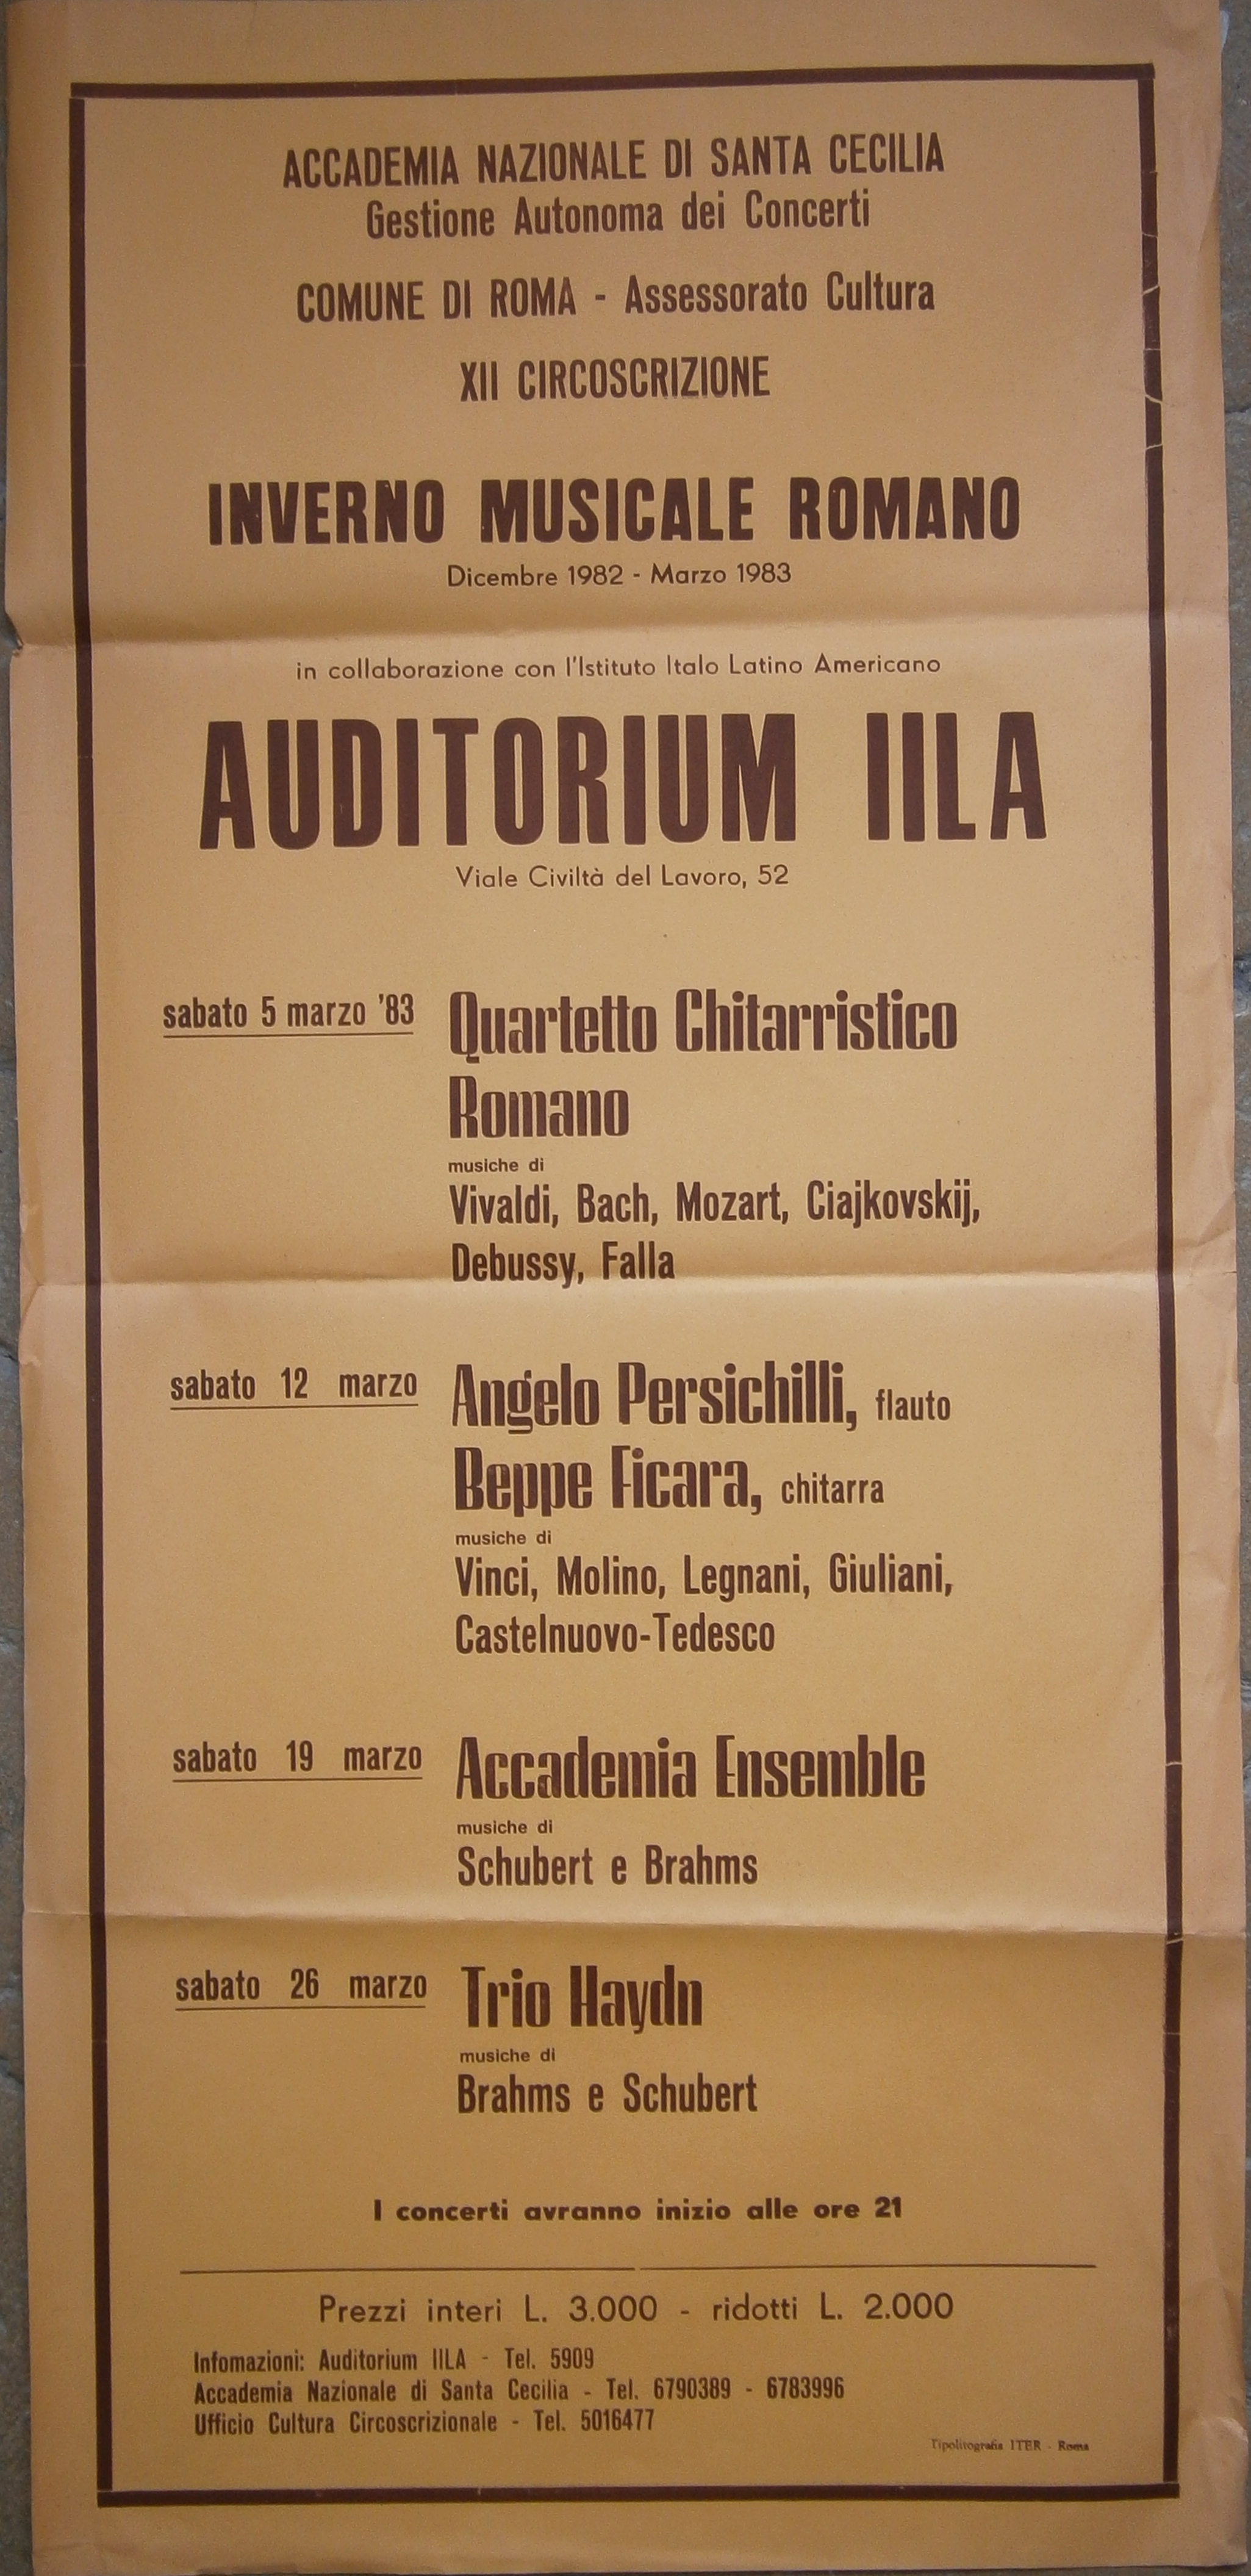 ACCADEMIA NAZIONALE DI SANTA CECILIA
Gestione Autonoma dei Concerti
COMUNE DI ROMA - Assessorato Cultura
XII CIRCOSCRIZIONE
INVERNO MUSICALE ROMANO
Dicembre 1982 - Marzo 1983
in collaborazione con l'Istituto Italo Latino Americano
AUDITORIUM IILA
Viale Civiltà del Lavoro, 52
sabato 5 marzo '83 Quartetto Chitarristico
Romano
musiche di
Vivaldi, Bach, Mozart, Ciajkovskij,
Debussy, Falla
sabato 12 marzo Angelo Persichilli, flauto
Beppe Ficara, chitarra
musiche di
Vinci, Molino, Legnani, Giuliani,
Castelnuovo-Tedesco
sabato 19 marzo Accademia Ensemble
musiche di
Schubert e Brahms
sabato 26 marzo Trio Haydn
musiche di
Brahms e Schubert
I concerti avranno inizio alle ore 21
Prezzi interi L. 3.000 - ridotti L. 2.000
Infomazioni: Auditorium IILA - Tel. 5909
Accademia Nazionale di Santa Cecilia - Tel. 6790389 - 6783996
Ufficio Cultura Circoscrizionale - Tel. 5016477
Tipolitografia ITER - Roma